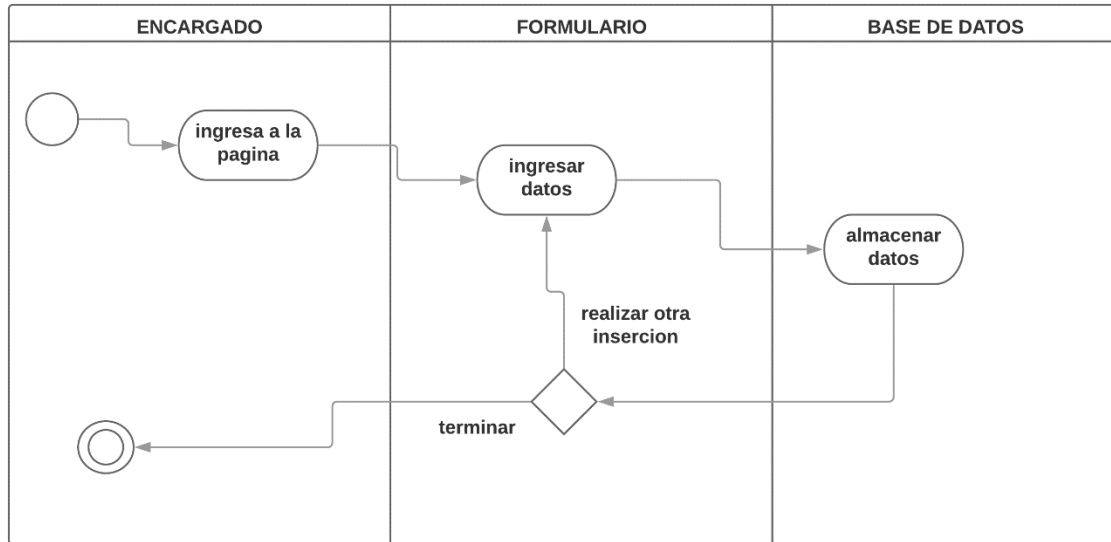 ENCARGADO
FORMULARIO
BASE DE DATOS
ingresa a la
pagina
ingresar
datos
almacenar
datos
realizar otra
insercion
terminar